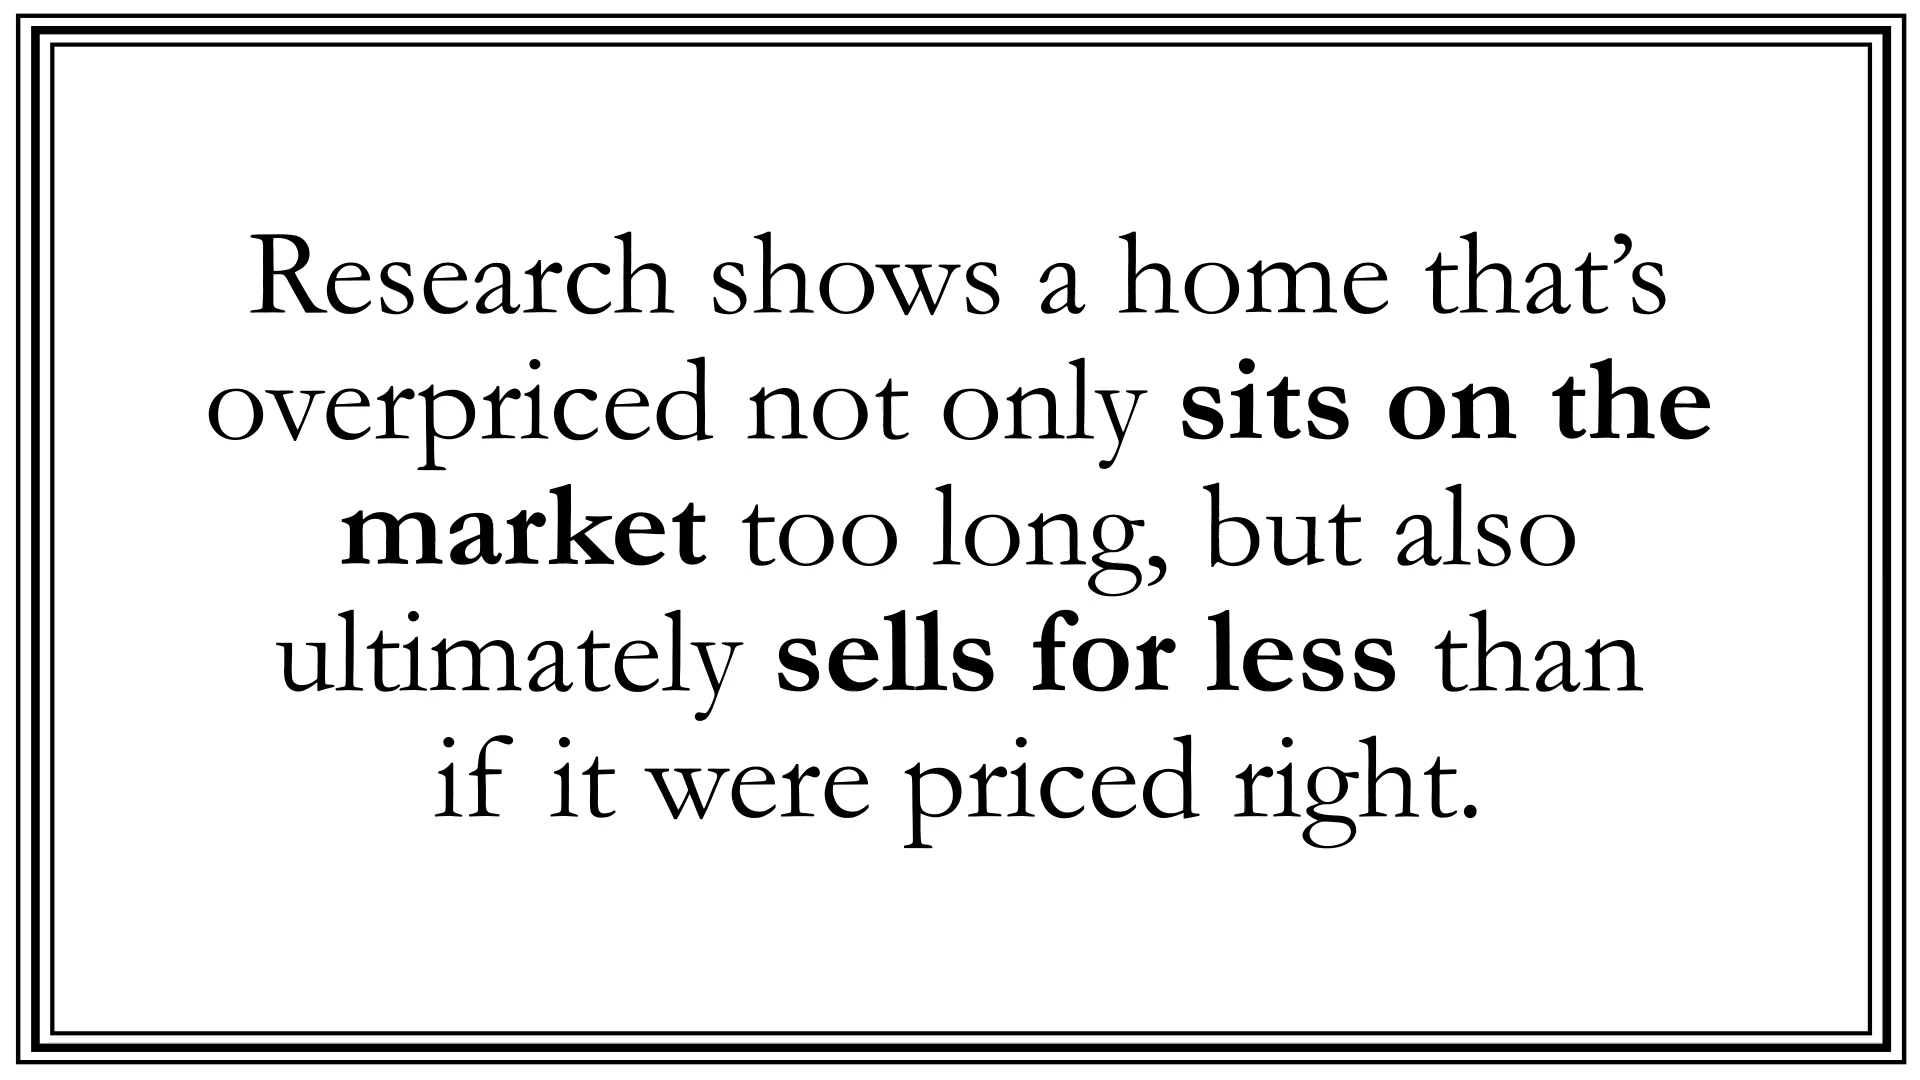 Research shows a home that’s
overpriced not only sits on the
market too long, but also
ultimately sells for less than
if it were priced right.